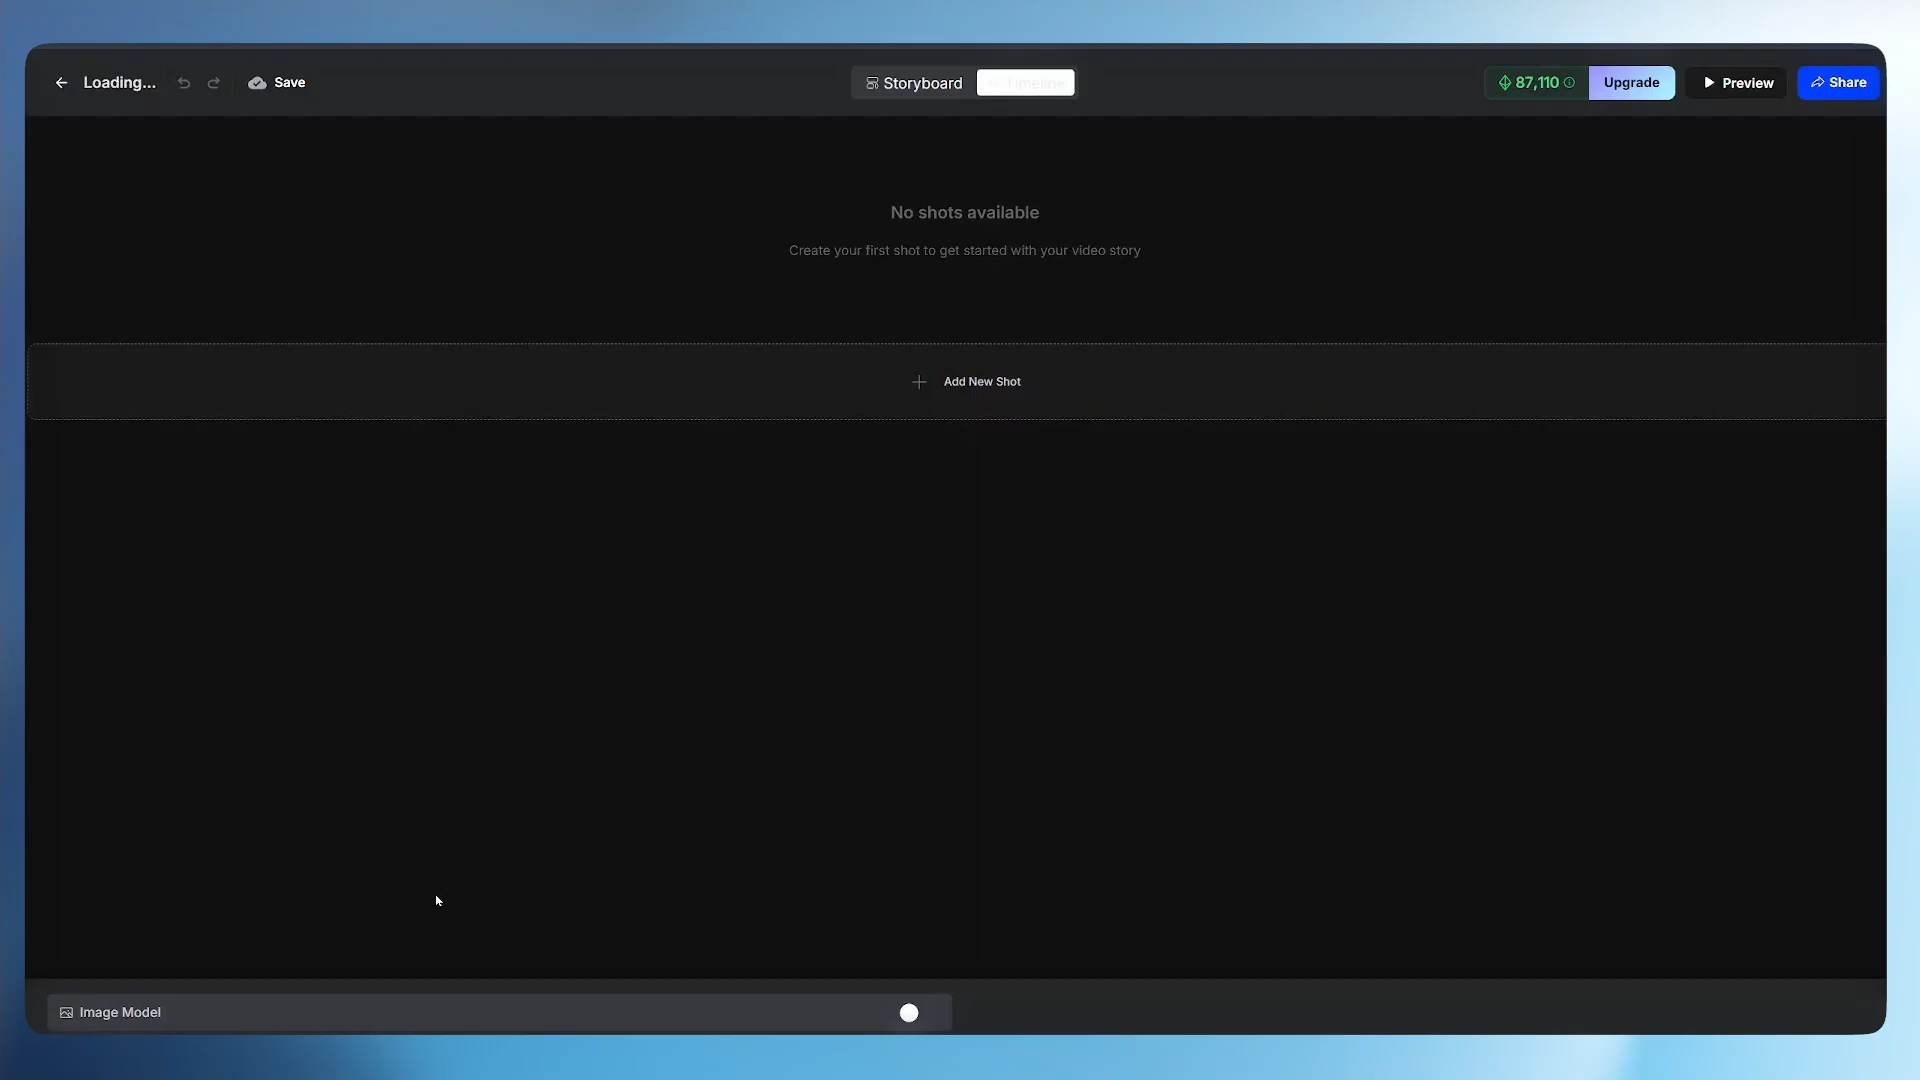 Loading...
Save
Storyboard
Timeline
87,110
Upgrade
Preview
Share
No shots available
Create your first shot to get started with your video story
Add New Shot
Image Model